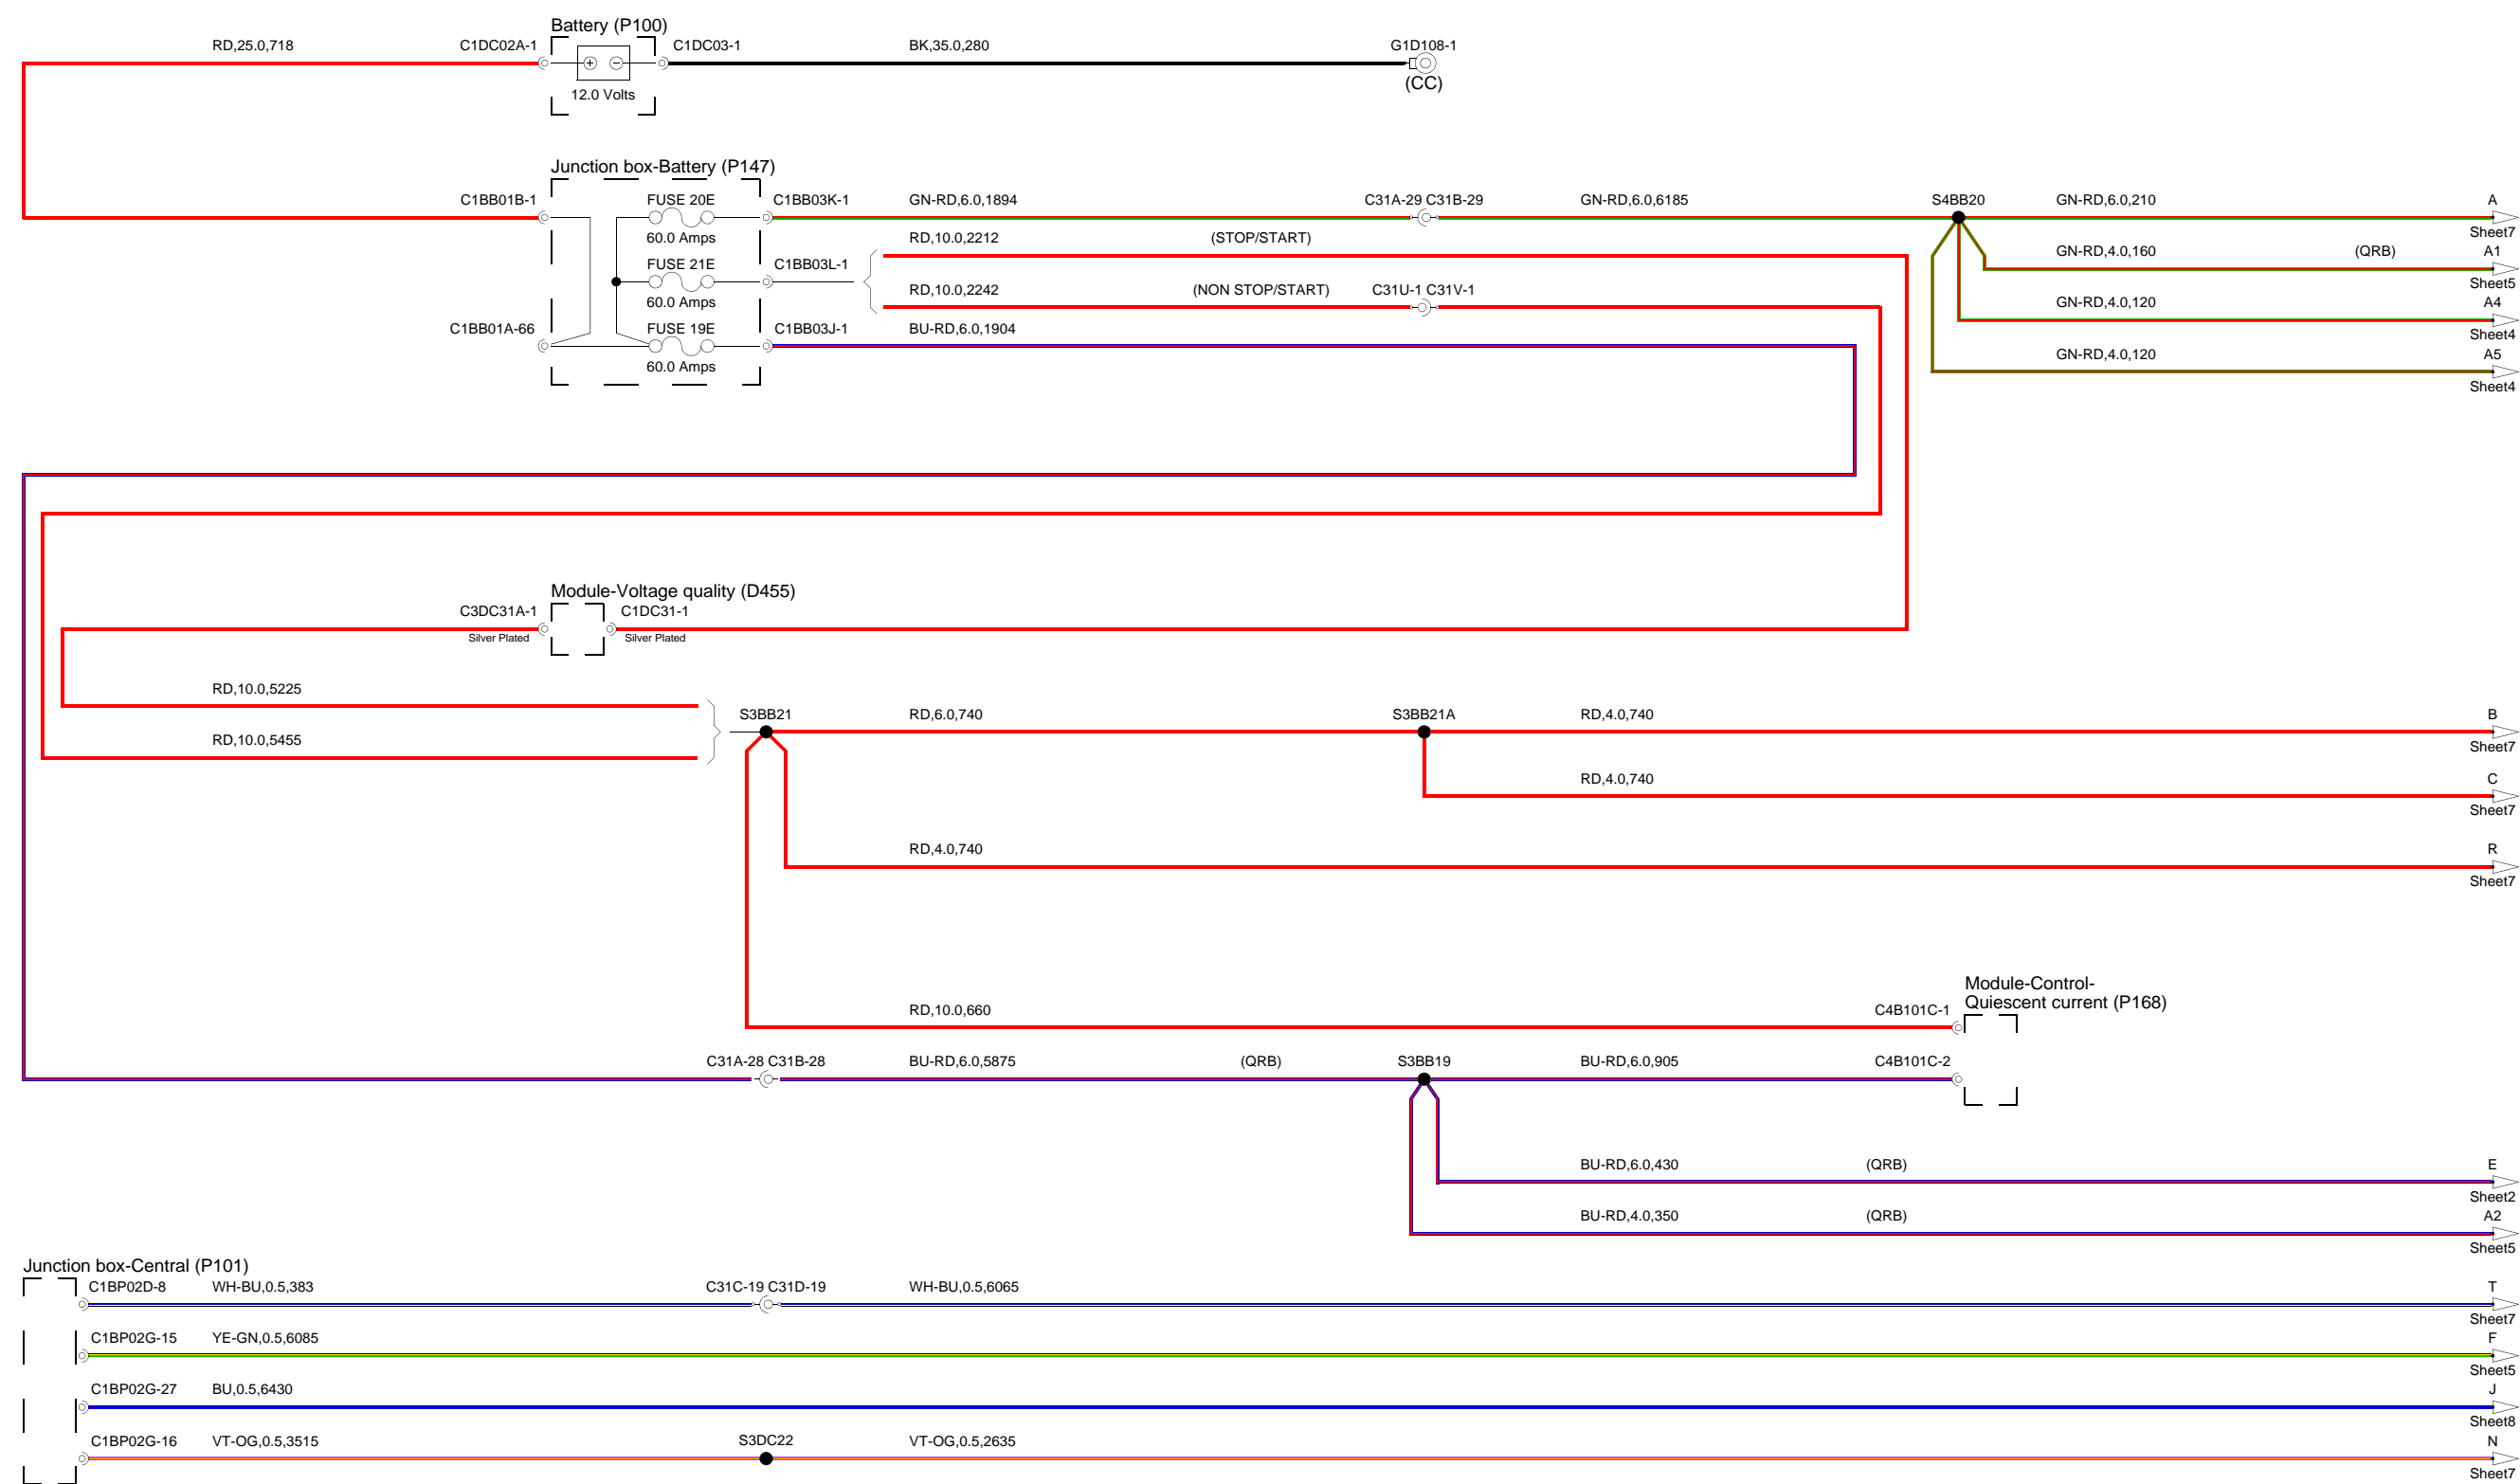 Battery (P100)
RD,25.0,718
C1DC02A-1
C1DC03-1
BK,35.0,280
G1D108-1
(CC)
12.0 Volts
Junction box-Battery (P147)
C1BB01B-1
FUSE 20E
C1BB03K-1
GN-RD,6.0,1894
C31A-29 C31B-29
GN-RD,6.0,6185
S4BB20
GN-RD,6.0,210
A
Sheet7
60.0 Amps
RD,10.0,2212
(STOP/START)
GN-RD,4.0,160
(QRB)
A1
Sheet5
FUSE 21E
C1BB03L-1
60.0 Amps
RD,10.0,2242
(NON STOP/START)
C31U-1 C31V-1
GN-RD,4.0,120
A4
Sheet4
C1BB01A-66
FUSE 19E
C1BB03J-1
BU-RD,6.0,1904
60.0 Amps
GN-RD,4.0,120
A5
Sheet4
Module-Voltage quality (D455)
C3DC31A-1
C1DC31-1
Silver Plated
Silver Plated
RD,10.0,5225
RD,10.0,5455
S3BB21
RD,6.0,740
S3BB21A
RD,4.0,740
B
Sheet7
RD,4.0,740
C
Sheet7
RD,4.0,740
R
Sheet7
Module-Control-
Quiescent current (P168)
RD,10.0,660
C4B101C-1
C31A-28 C31B-28
BU-RD,6.0,5875
(QRB)
S3BB19
BU-RD,6.0,905
C4B101C-2
BU-RD,6.0,430
(QRB)
E
Sheet2
BU-RD,4.0,350
(QRB)
A2
Sheet5
Junction box-Central (P101)
C1BP02D-8
WH-BU,0.5,383
C31C-19 C31D-19
WH-BU,0.5,6065
T
Sheet7
C1BP02G-15
YE-GN,0.5,6085
F
Sheet5
C1BP02G-27
BU,0.5,6430
J
Sheet8
C1BP02G-16
VT-OG,0.5,3515
S3DC22
VT-OG,0.5,2635
N
Sheet7